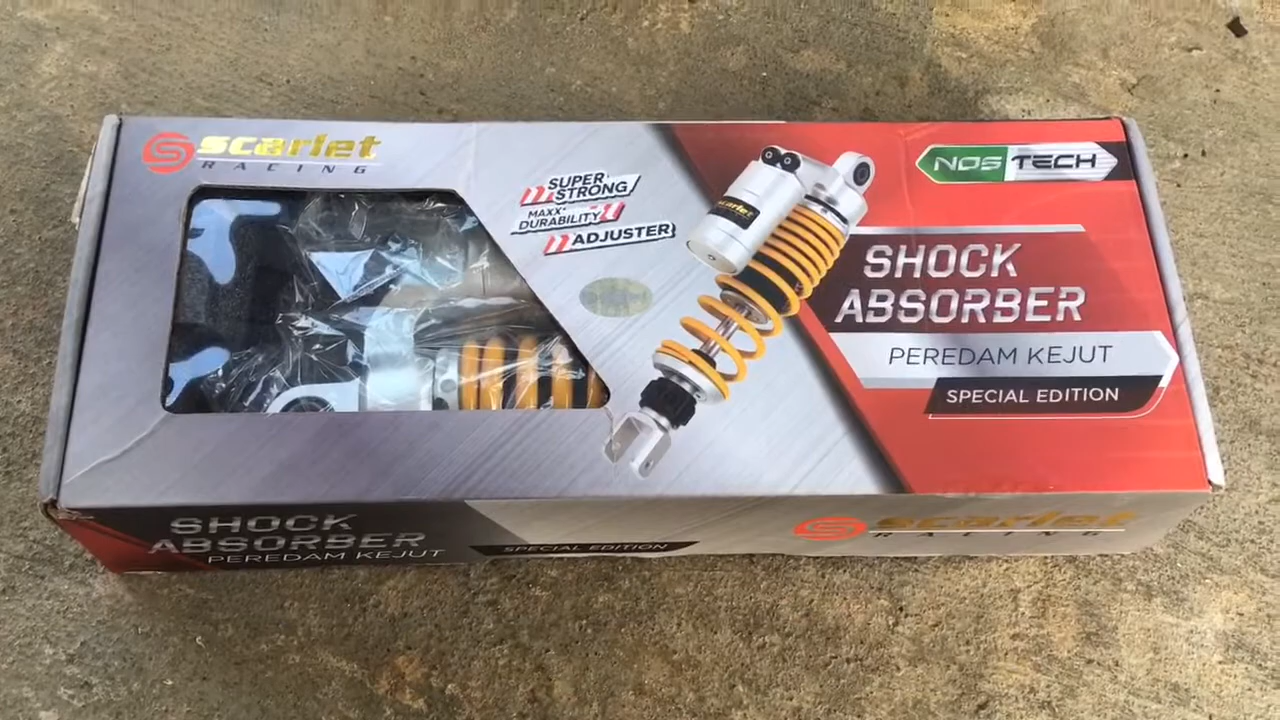 scarlet
RACING
SUPER
STRONG
MAXX
DURABILITY
ADJUSTER
scarlet
NOS TECH
SHOCK
ABSORBER
PEREDAM KEJUT
SPECIAL EDITION
SHOCK
ABSORBER
PEREDAM KEJUT
SPECIAL EDITION
scarlet
RACING